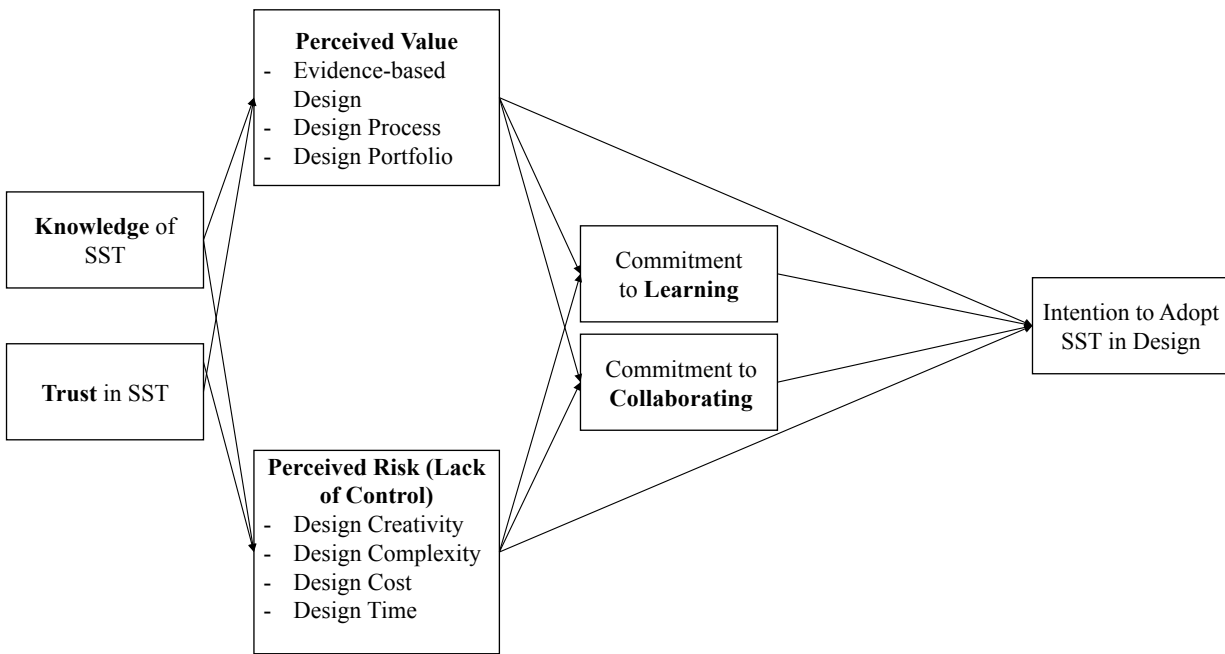 Perceived Value
- Evidence-based
Design
- Design Process
- Design Portfolio
Knowledge of
SST
Trust in SST
Perceived Risk (Lack
of Control)
- Design Creativity
- Design Complexity
- Design Cost
- Design Time
Commitment
to Learning
Commitment to
Collaborating
Intention to Adopt
SST in Design